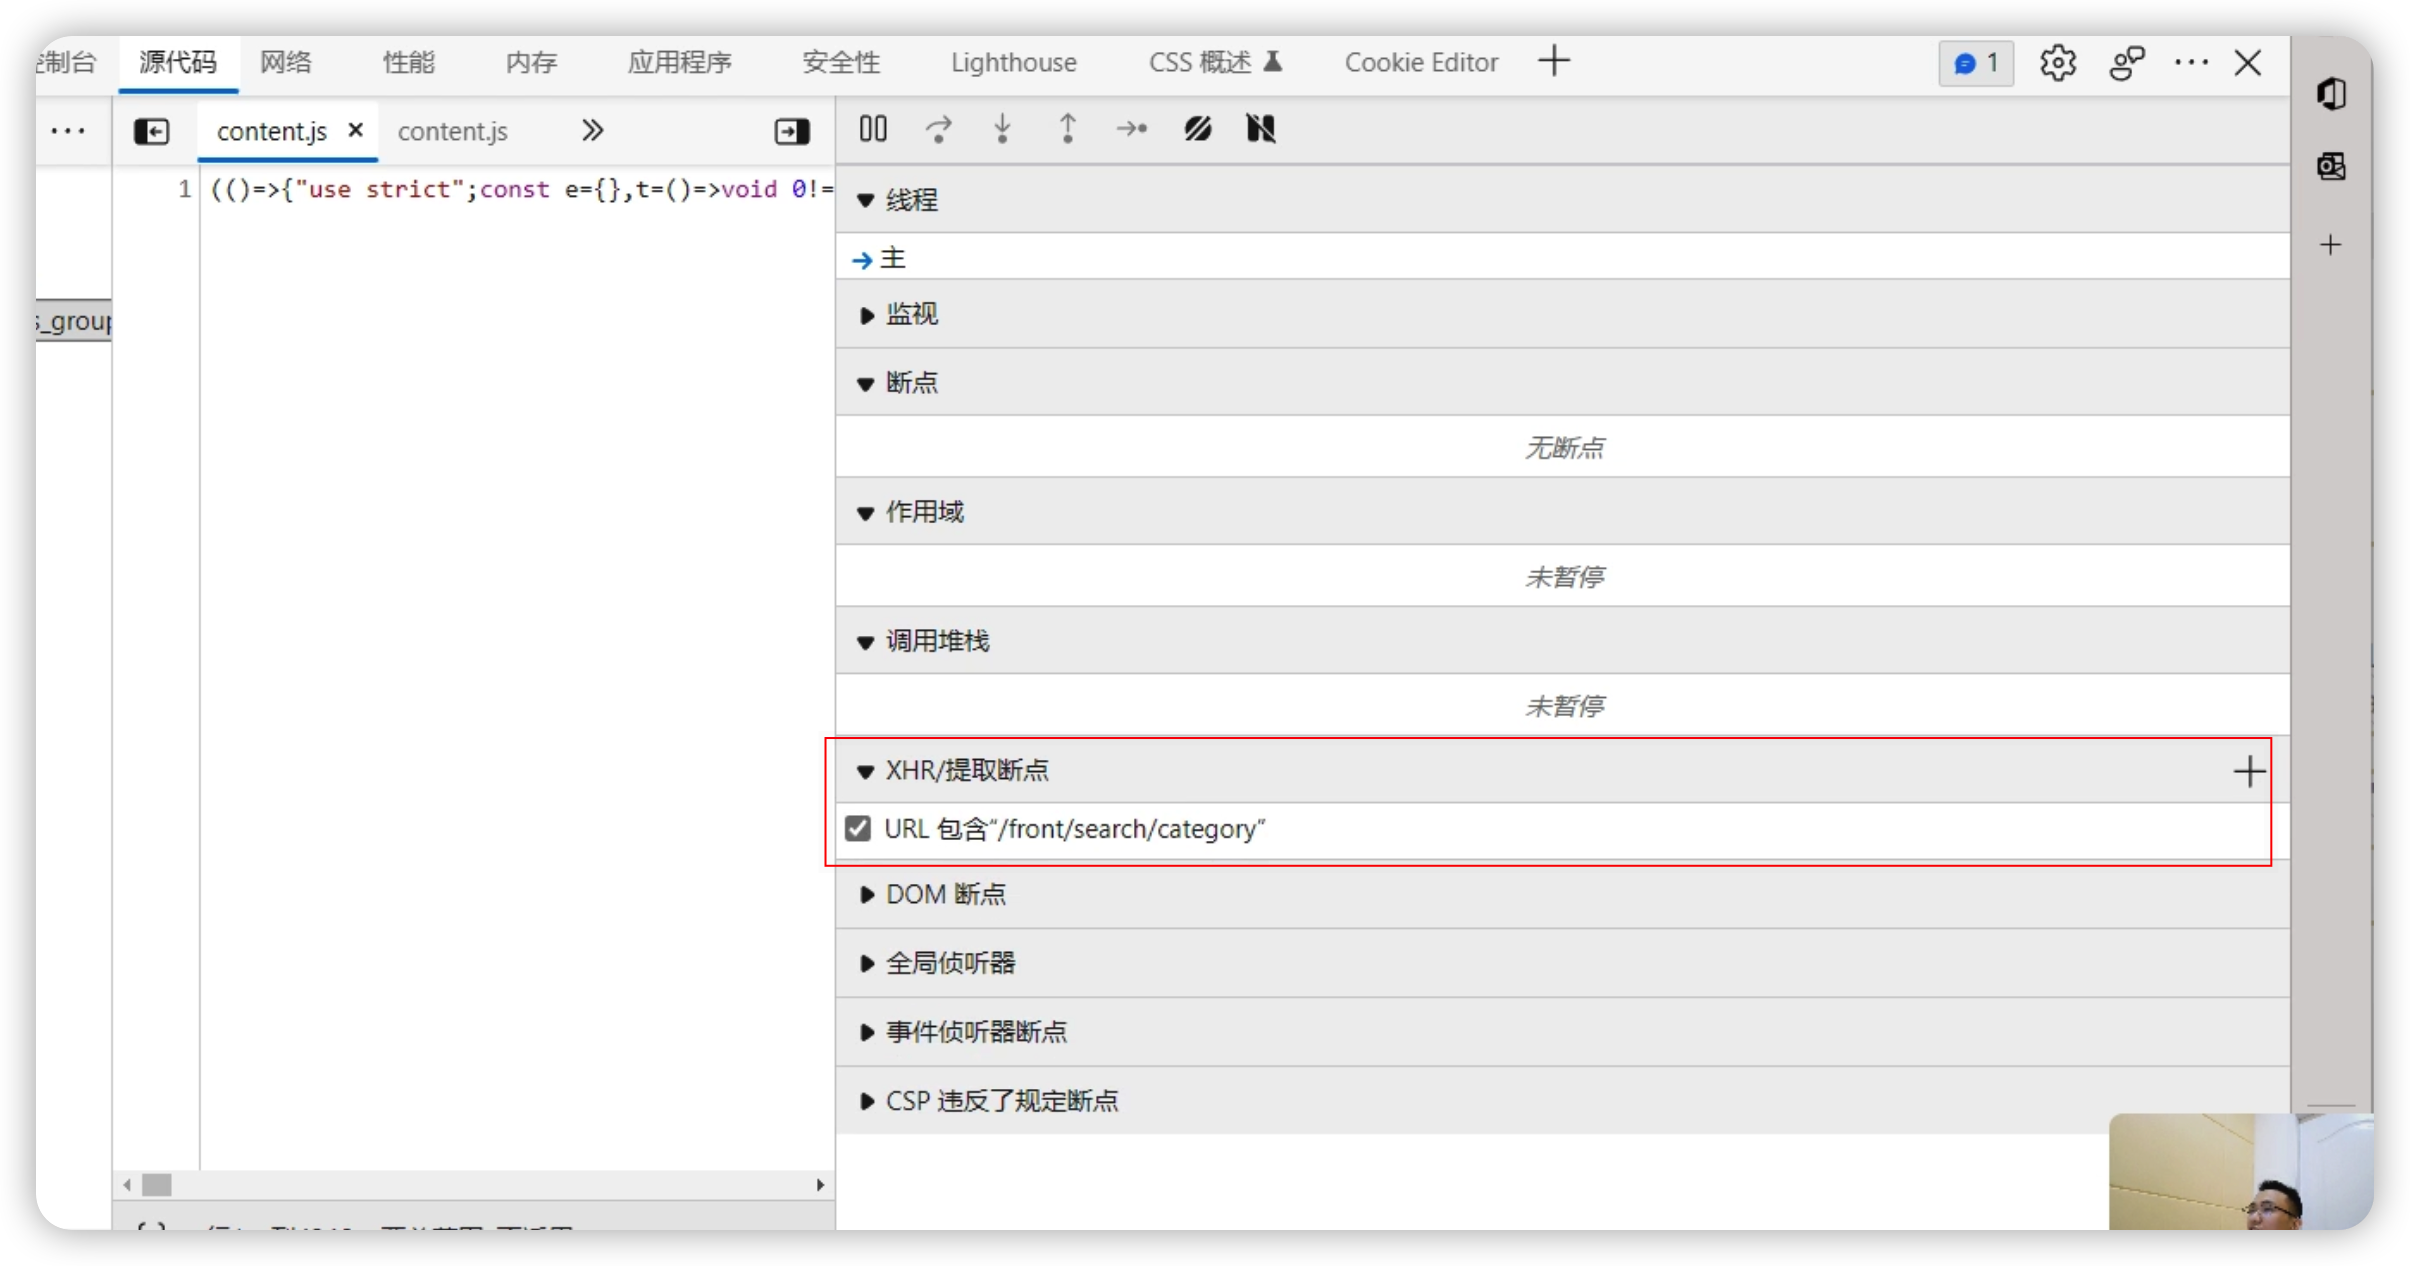 控制台 源代码 网络 性能 内存 应用程序 安全性 Lighthouse CSS 概述 Cookie Editor 1
content.js × content.js
1 (()=>{"use strict";const e={},t=()=>void 0!=
线程
主
监视
s_group
断点
无断点
作用域
未暂停
调用堆栈
未暂停
XHR/提取断点
URL 包含“/front/search/category”
DOM 断点
全局侦听器
事件侦听器断点
CSP 违反了规定断点